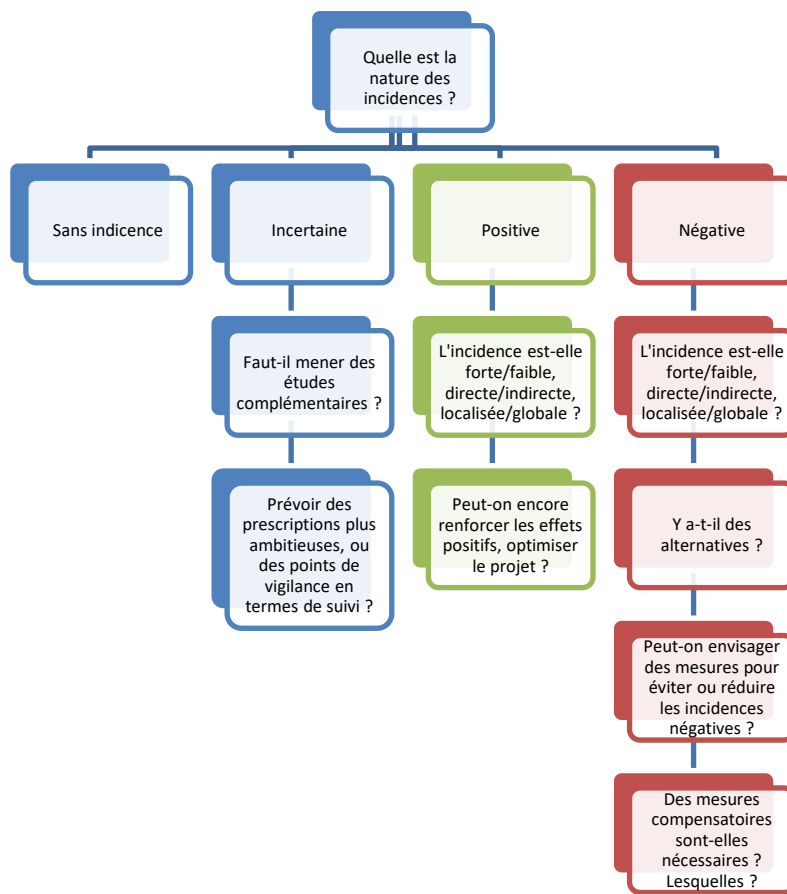 Quelle est la
nature des
incidences ?
Sans indicence
Incertaine
Positive
Négative
Faut-il mener des
études
complémentaires ?
L'incidence est-elle
forte/faible,
directe/indirecte,
localisée/globale ?
L'incidence est-elle
forte/faible,
directe/indirecte,
localisée/globale ?
Prévoir des
prescriptions plus
ambitieuses, ou
des points de
vigilance en
termes de suivi ?
Peut-on encore
renforcer les effets
positifs, optimiser
le projet ?
Y a-t-il des
alternatives ?
Peut-on envisager
des mesures pour
éviter ou réduire
les incidences
négatives ?
Des mesures
compensatoires
sont-elles
nécessaires ?
Lesquelles ?